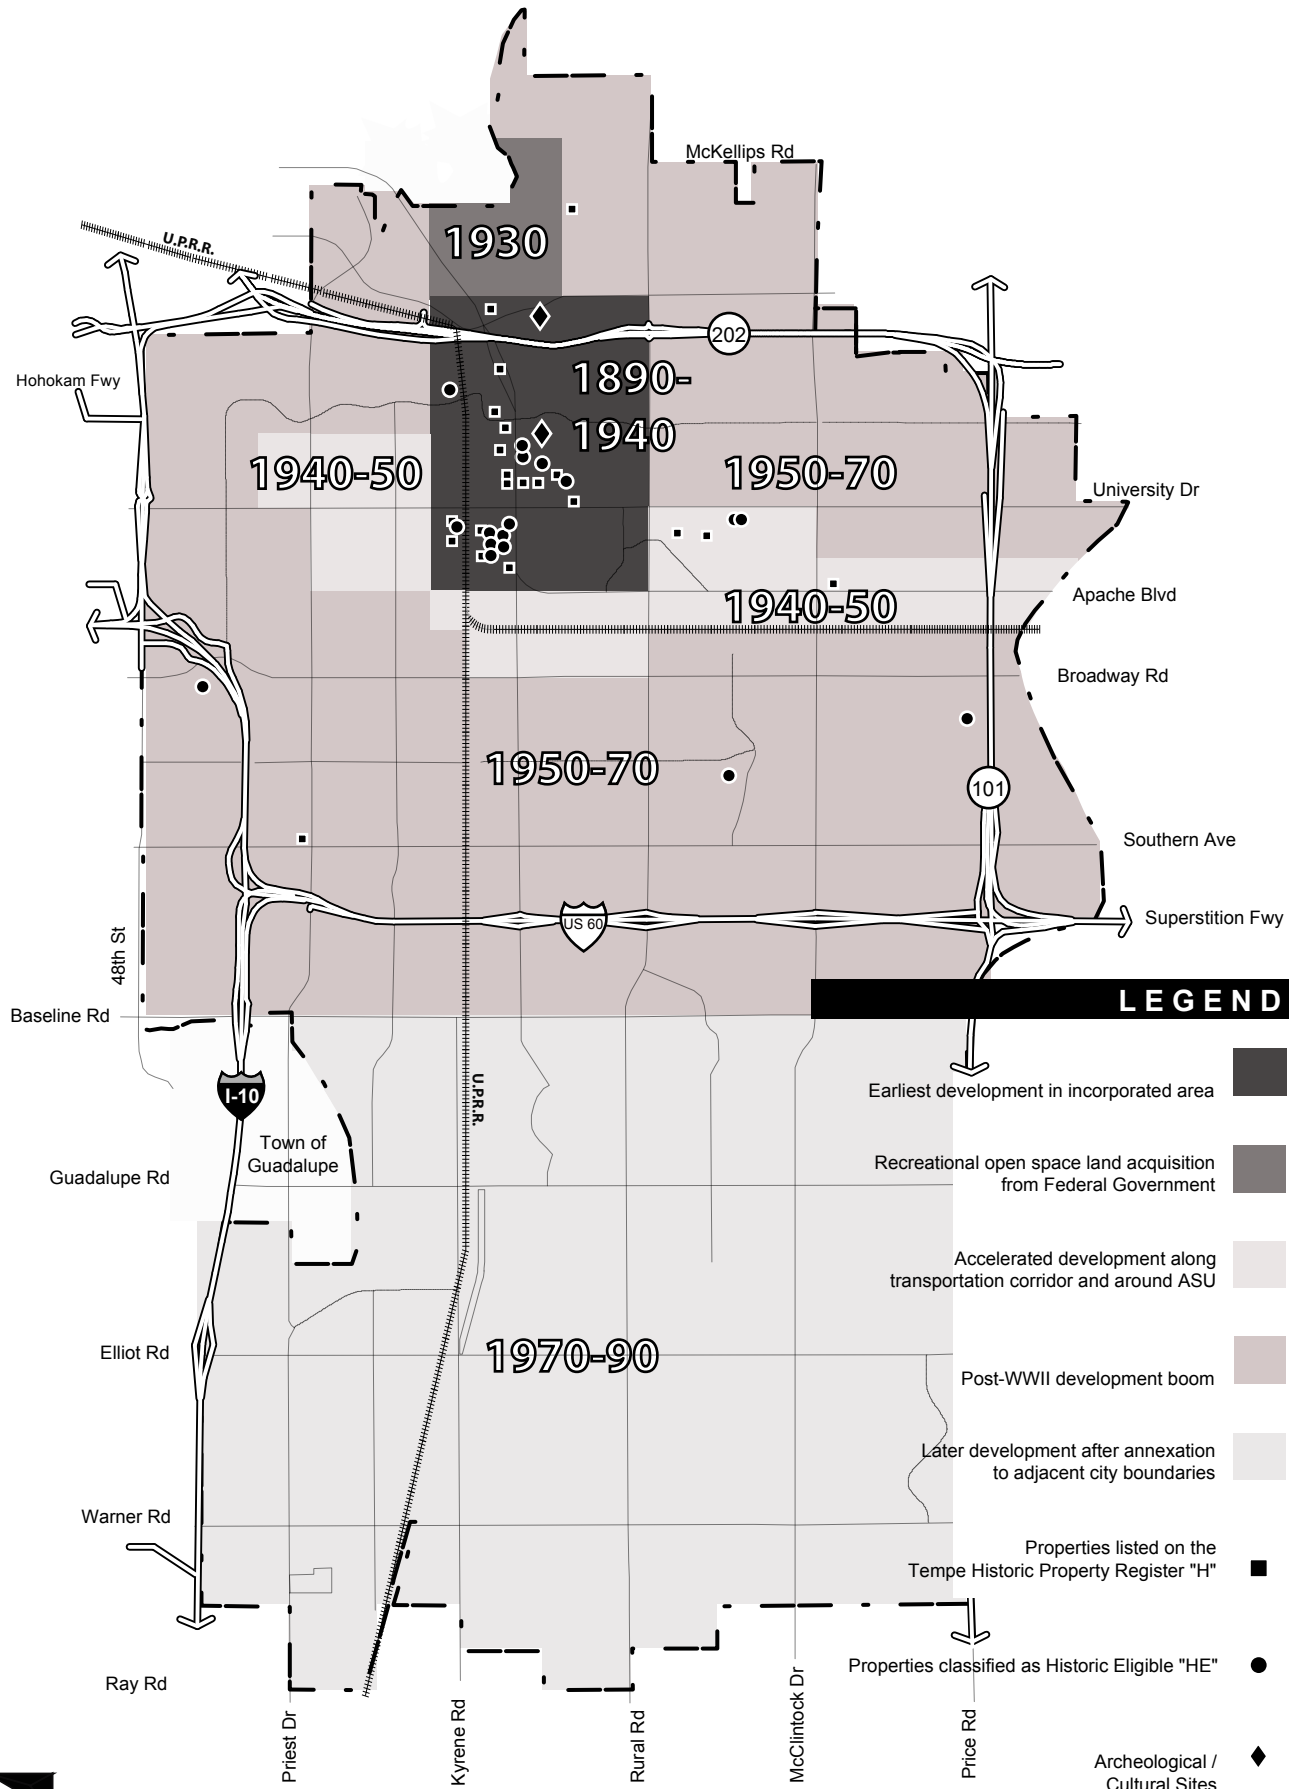 McKellips Rd
1930
U.P.R.R.
202
Hohokam Fwy
1890-
1940
1940-50
1950-70
University Dr
Apache Blvd
1940-50
Broadway Rd
1950-70
101
Southern Ave
US 60
Superstition Fwy
48th St
LEGEND
Baseline Rd
I-10
U.P.R.R.
Earliest development in incorporated area
Town of
Guadalupe
Guadalupe Rd
Recreational open space land acquisition
from Federal Government
Accelerated development along
transportation corridor and around ASU
Elliot Rd
1970-90
Post-WWII development boom
Later development after annexation
to adjacent city boundaries
Warner Rd
Properties listed on the
Tempe Historic Property Register "H"
Ray Rd
Properties classified as Historic Eligible "HE"
Priest Dr
Kyrene Rd
Rural Rd
McClintock Dr
Price Rd
Archeological /
Cultural Sites